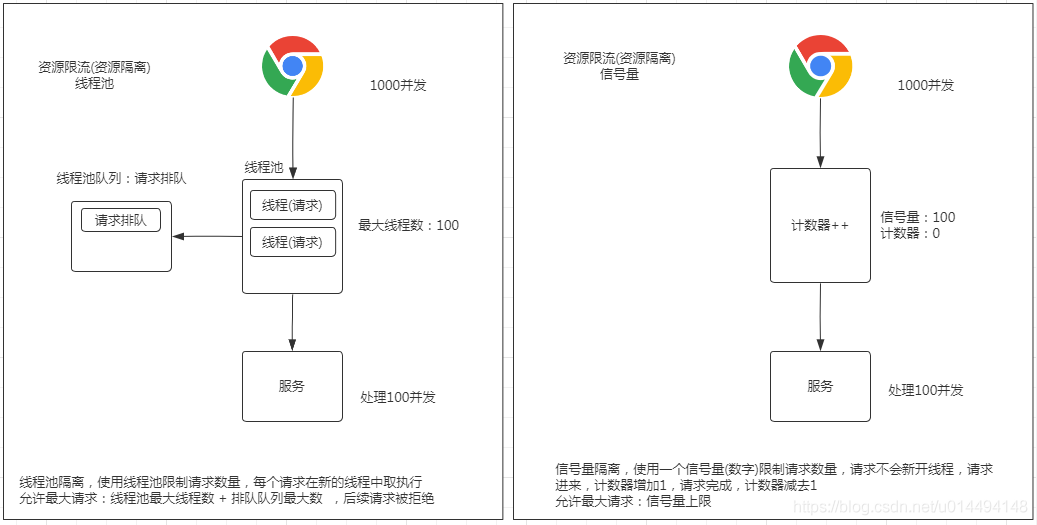 资源限流(资源隔离)
线程池
1000并发
线程池
线程池队列：请求排队
请求排队
线程(请求)
线程(请求)
最大线程数：100
服务
处理100并发
线程池隔离，使用线程池限制请求数量，每个请求在新的线程中取执行
允许最大请求：线程池最大线程数 + 排队队列最大数 ，后续请求被拒绝
资源限流(资源隔离)
信号量
1000并发
计数器++
信号量：100
计数器：0
服务
处理100并发
信号量隔离，使用一个信号量(数字)限制请求数量，请求不会新开线程，请求
进来，计数器增加1，请求完成，计数器减去1
允许最大请求：信号量上限
https://blog.csdn.net/u014494148